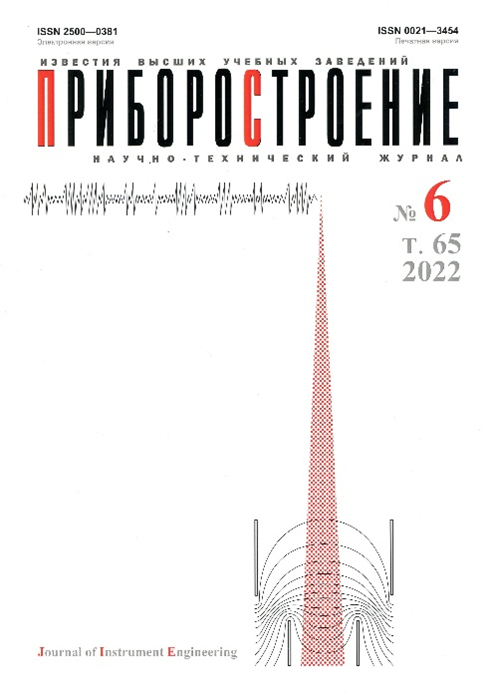 ISSN 2500—0381 ISSN 0021—3454
Электронная версия Печатная версия
ИЗВЕСТИЯ ВЫСШИХ УЧЕБНЫХ ЗАВЕДЕНИЙ
ПРИБОРОСТРОЕНИЕ
НАУЧНО-ТЕХНИЧЕСКИЙ ЖУРНАЛ
№ 6
Т. 65
2022
Journal of Instrument Engineering